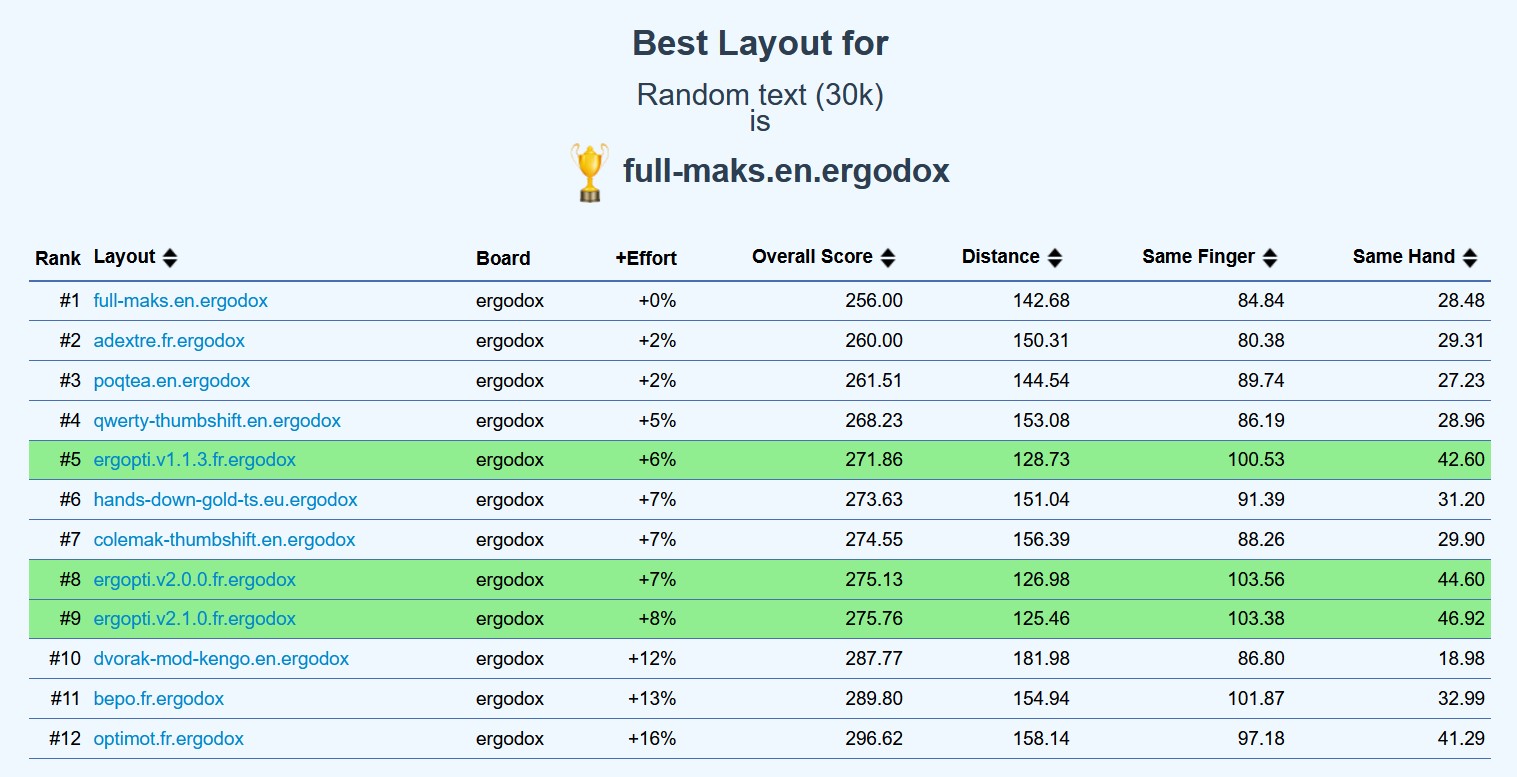 Best Layout for
Random text (30k)
is
full-maks.en.ergodox
Rank Layout Board +Effort Overall Score Distance Same Finger Same Hand
#1 full-maks.en.ergodox ergodox +0% 256.00 142.68 84.84 28.48
#2 adextre.fr.ergodox ergodox +2% 260.00 150.31 80.38 29.31
#3 poqtea.en.ergodox ergodox +2% 261.51 144.54 89.74 27.23
#4 qwerty-thumbshift.en.ergodox ergodox +5% 268.23 153.08 86.19 28.96
#5 ergopti.v1.1.3.fr.ergodox ergodox +6% 271.86 128.73 100.53 42.60
#6 hands-down-gold-ts.eu.ergodox ergodox +7% 273.63 151.04 91.39 31.20
#7 colemak-thumbshift.en.ergodox ergodox +7% 274.55 156.39 88.26 29.90
#8 ergopti.v2.0.0.fr.ergodox ergodox +7% 275.13 126.98 103.56 44.60
#9 ergopti.v2.1.0.fr.ergodox ergodox +8% 275.76 125.46 103.38 46.92
#10 dvorak-mod-kengo.en.ergodox ergodox +12% 287.77 181.98 86.80 18.98
#11 bepo.fr.ergodox ergodox +13% 289.80 154.94 101.87 32.99
#12 optimot.fr.ergodox ergodox +16% 296.62 158.14 97.18 41.29